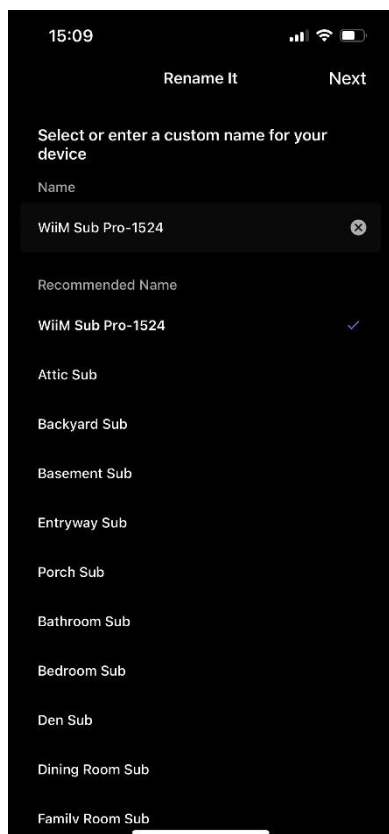 15:09
Rename It
Next
Select or enter a custom name for your
device
Name
WiiM Sub Pro-1524
Recommended Name
WiiM Sub Pro-1524
Attic Sub
Backyard Sub
Basement Sub
Entryway Sub
Porch Sub
Bathroom Sub
Bedroom Sub
Den Sub
Dining Room Sub
Family Room Sub